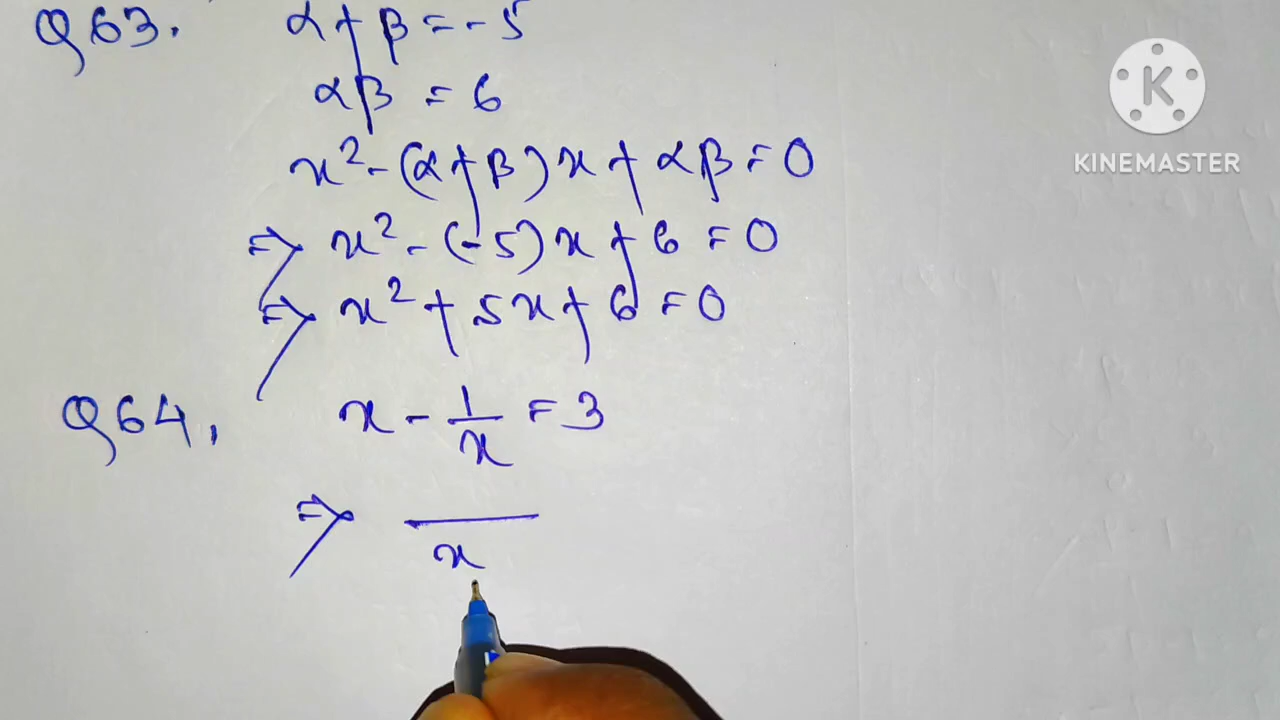 Q63. α+β=-5
αβ = 6
x²-(α+β)x+αβ=0
⇒ x²-(-5)x+6=0
⇒ x²+5x+6=0
Q64. x - 1/x = 3
⇒ /x
K
KINEMASTER